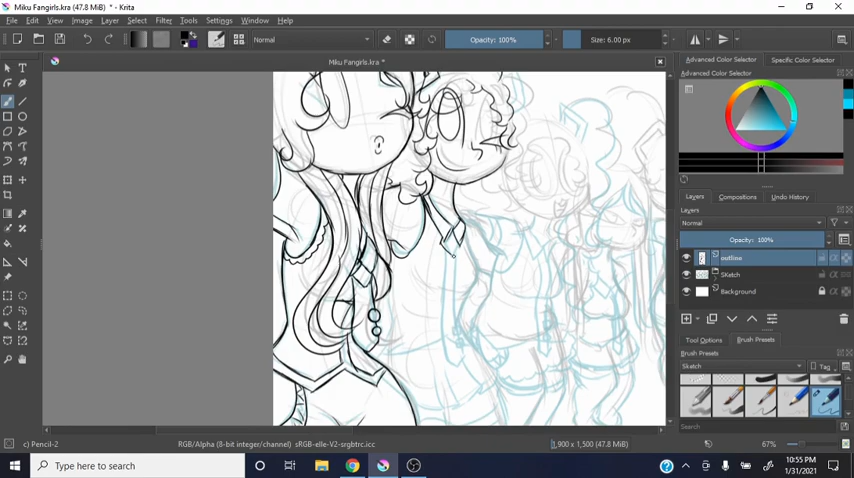 Miku Fangirls.kra (47.8 MiB) * - Krita
File Edit View Image Layer Select Filter Tools Settings Window Help
Normal Opacity: 100% Size: 6.00 px
Miku Fangirls.kra *
Advanced Color Selector Specific Color Selector
Advanced Color Selector
Layers Compositions Undo History
Layers
Normal
Opacity: 100%
outline
SKetch
Background
Tool Options Brush Presets
Brush Presets
Sketch Tag
Search
c) Pencil-2 RGB/Alpha (8-bit integer/channel) sRGB-elle-V2-srgbtrc.icc 1,900 x 1,500 (47.8 MiB) 67%
Type here to search
10:55 PM
1/31/2021